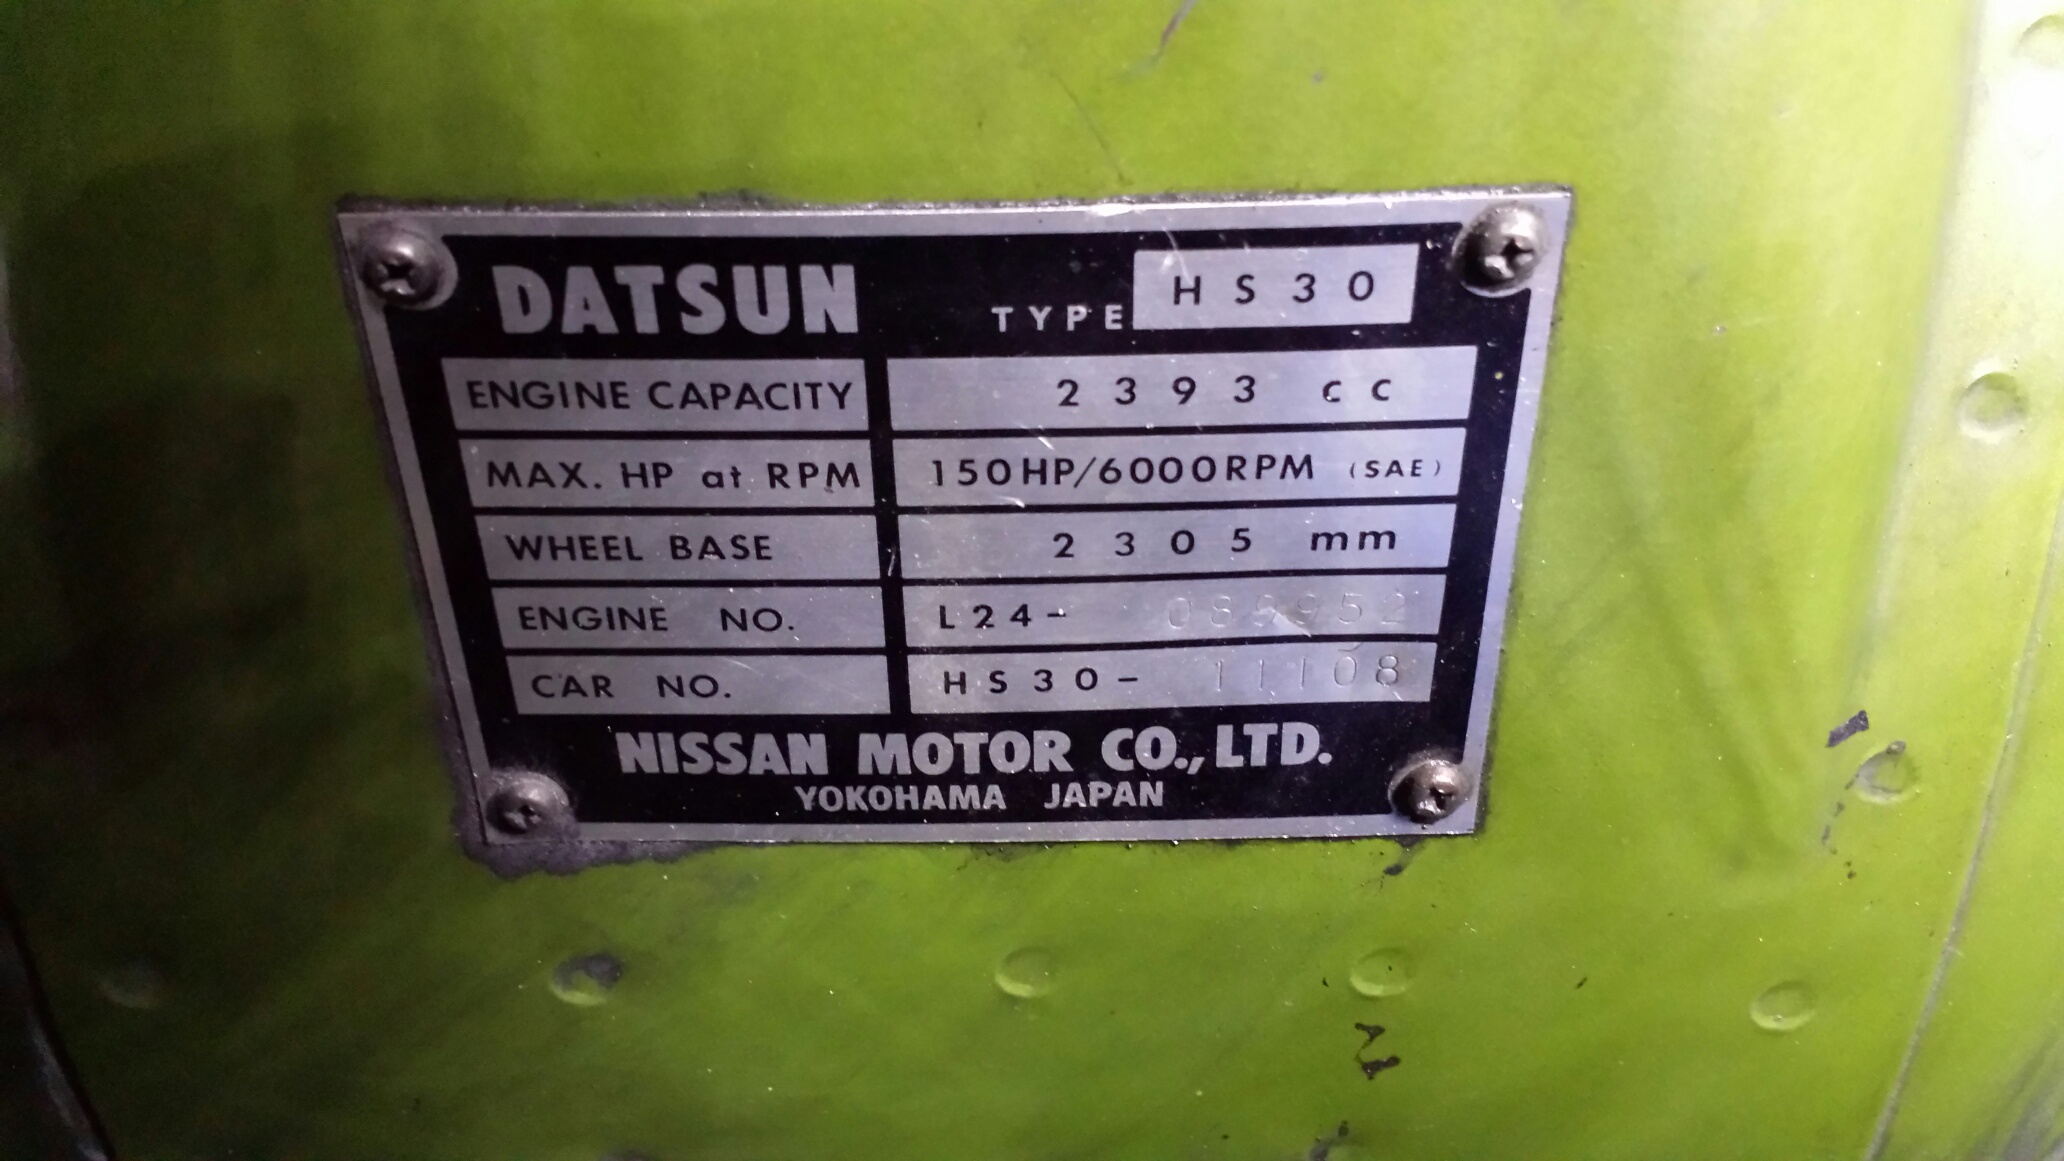 DATSUN TYPE HS30
ENGINE CAPACITY 2393 cc
MAX. HP at RPM 150HP/6000RPM (SAE)
WHEEL BASE 2305 mm
ENGINE NO. L24-
CAR NO. HS30- 11108
NISSAN MOTOR CO., LTD.
YOKOHAMA JAPAN